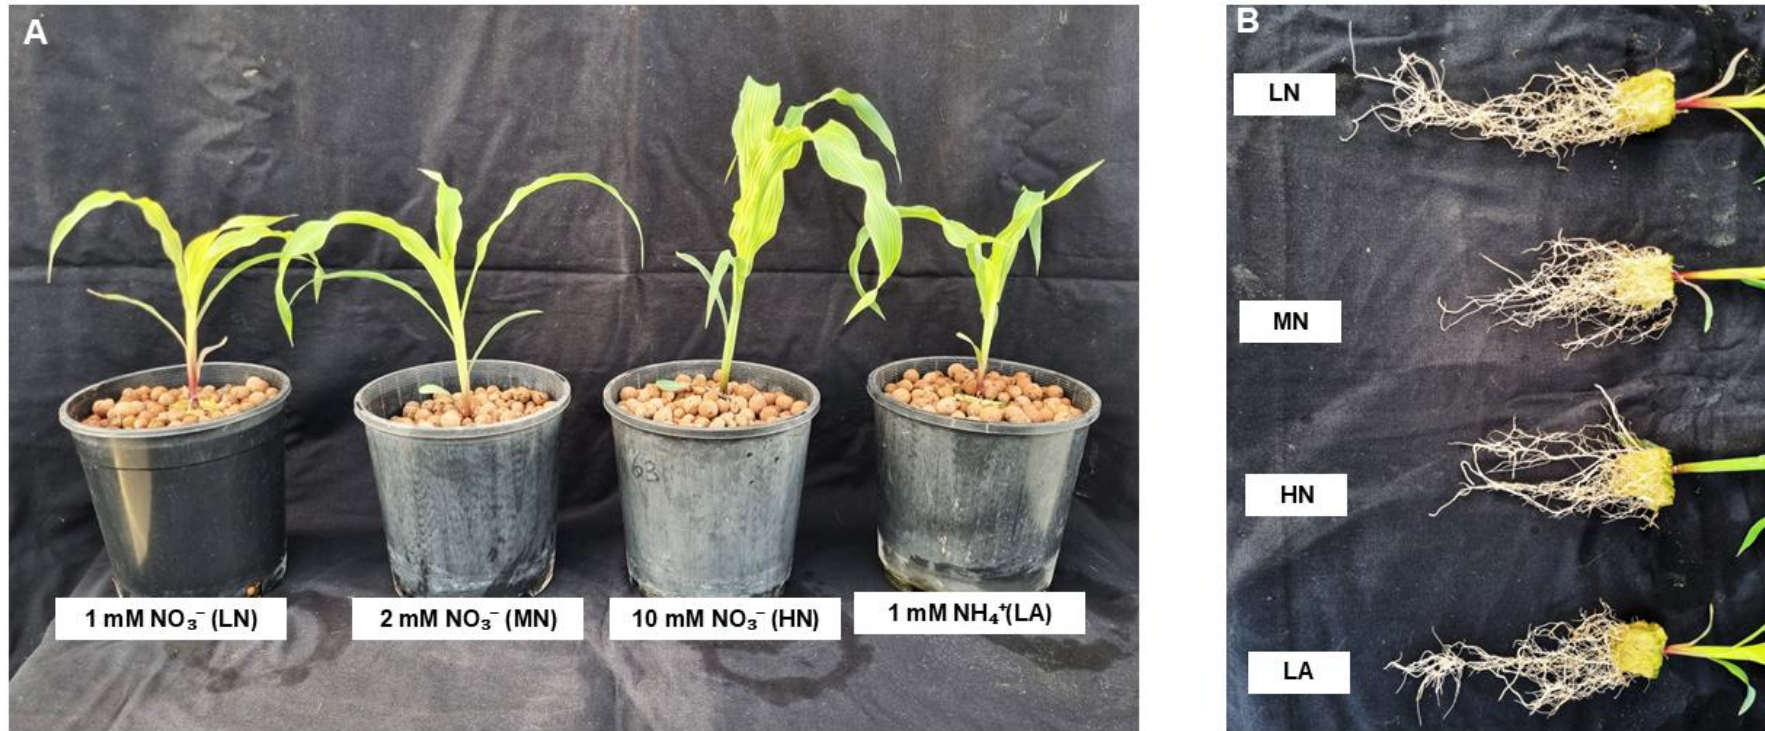 A
63
1 mM NO₃⁻ (LN)
2 mM NO₃⁻ (MN)
10 mM NO₃⁻ (HN)
1 mM NH₄⁺(LA)
B
LN
MN
HN
LA